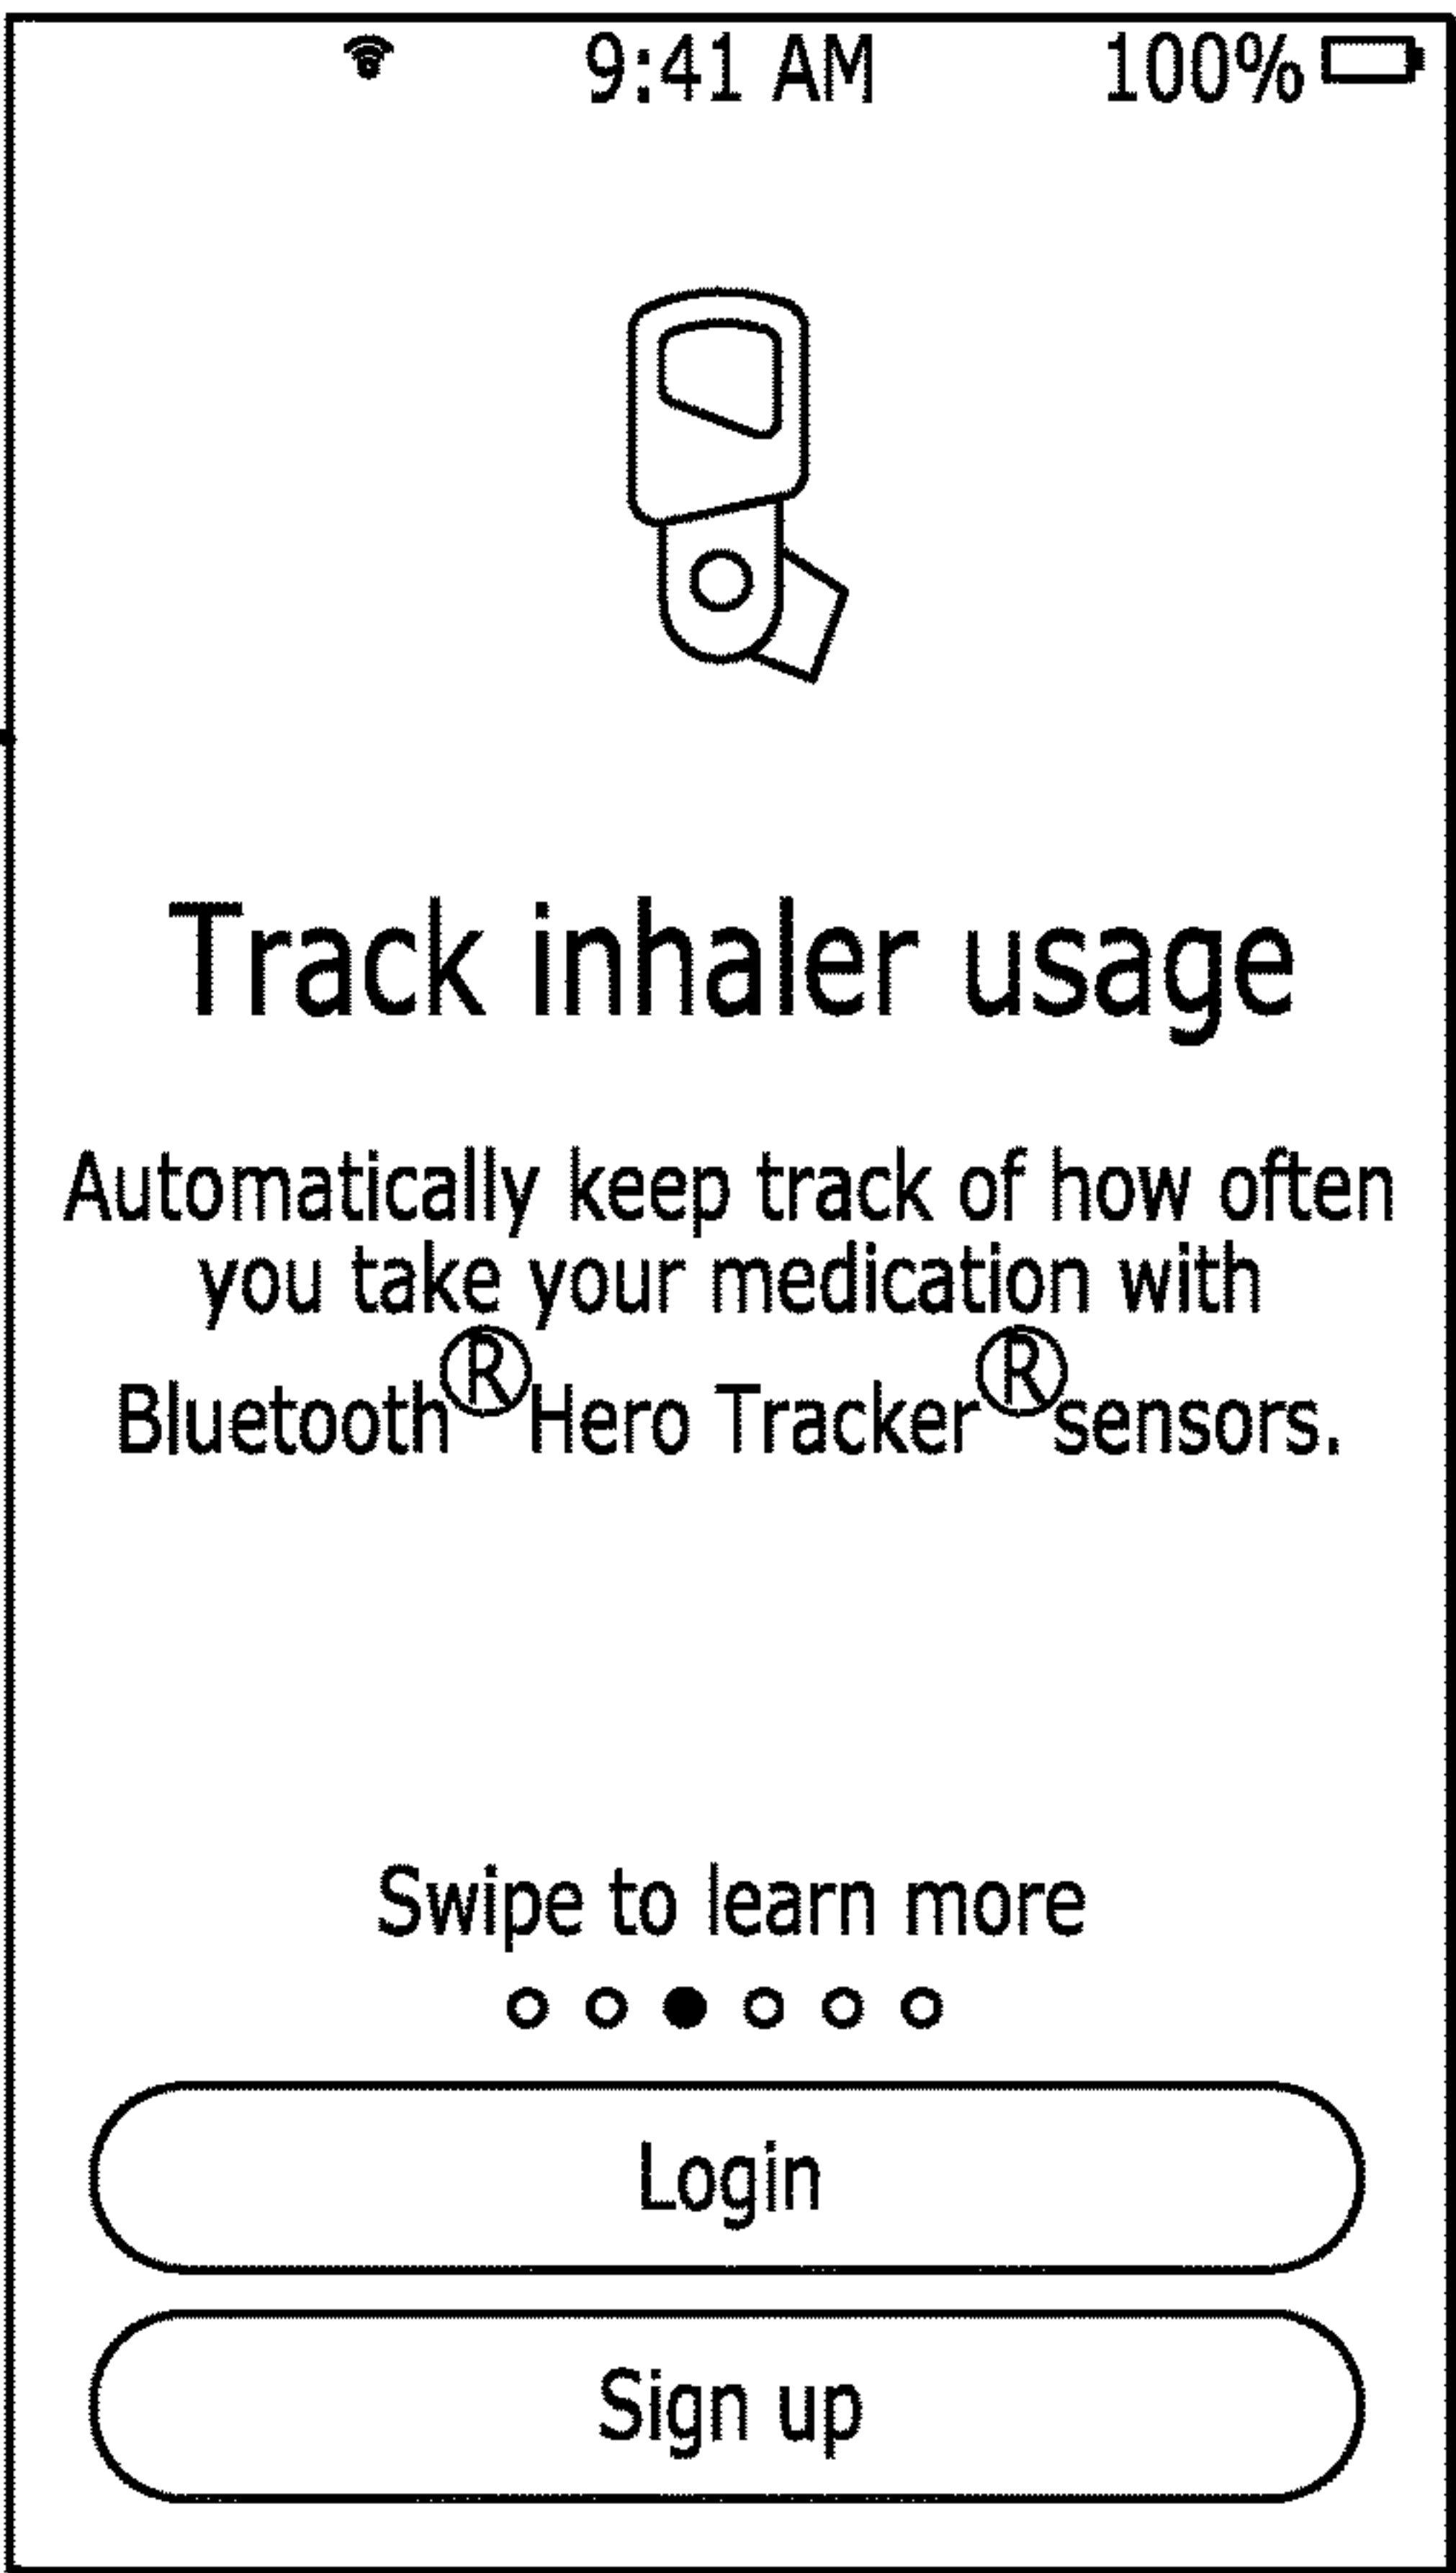 9:41 AM 100%
Track inhaler usage
Automatically keep track of how often
you take your medication with
Bluetooth® Hero Tracker® sensors.
Swipe to learn more
Login
Sign up